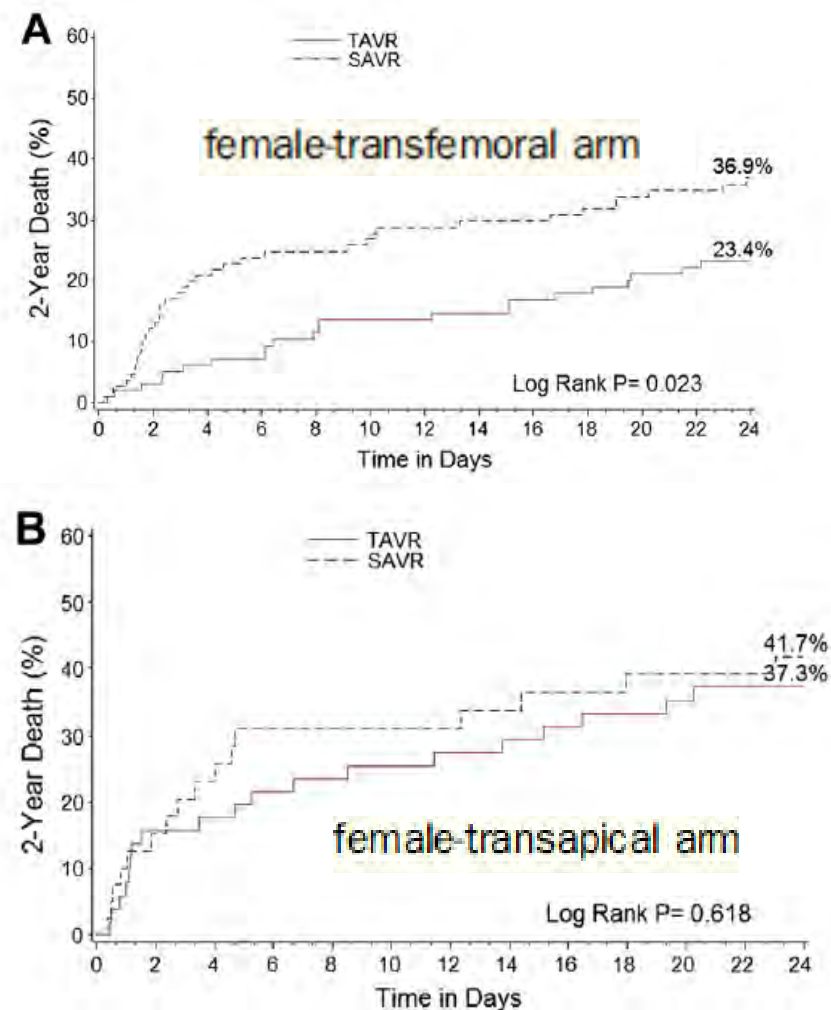 A
TAVR
SAVR
female-transfemoral arm
36.9%
23.4%
Log Rank P= 0.023
2-Year Death (%)
60
50
40
30
20
10
0
0 2 4 6 8 10 12 14 16 18 20 22 24
Time in Days
B
TAVR
SAVR
41.7%
37.3%
female-transapical arm
Log Rank P= 0.618
2-Year Death (%)
60
50
40
30
20
10
0
0 2 4 6 8 10 12 14 16 18 20 22 24
Time in Days